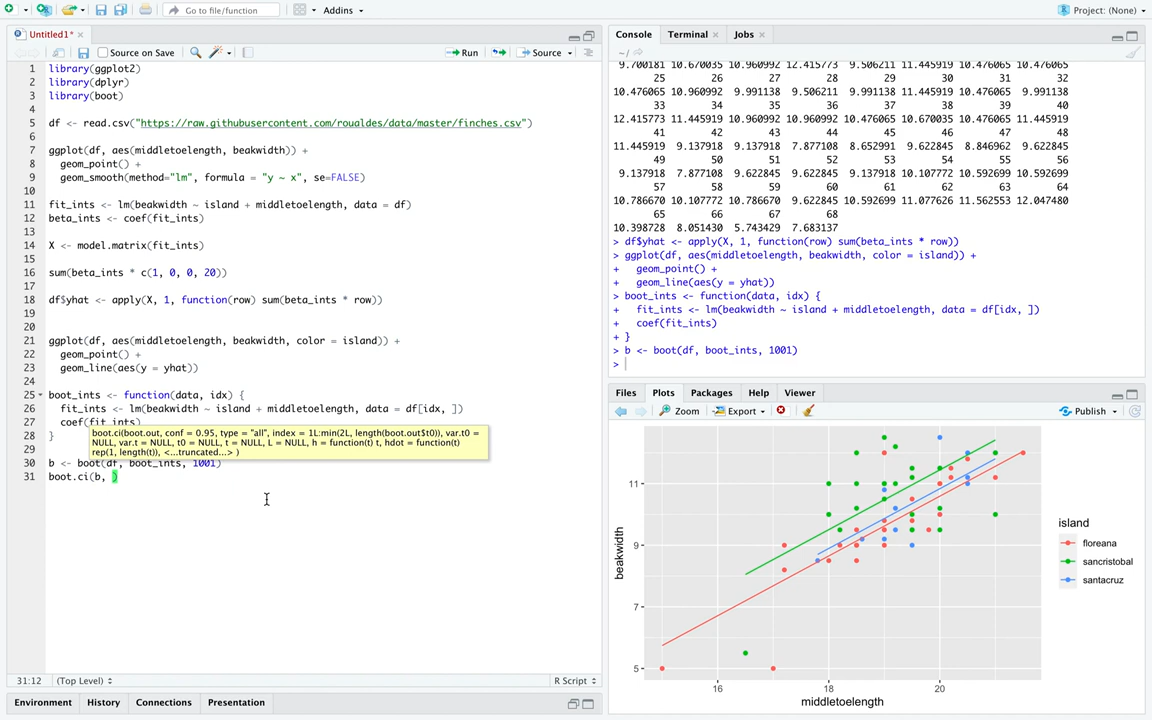 Go to file/function
Addins
Project: (None)
Untitled1*
Source on Save
Run
Source
1 library(ggplot2)
2 library(dplyr)
3 library(boot)
4
5 df <- read.csv("https://raw.githubusercontent.com/roualdes/data/master/finches.csv")
6
7 ggplot(df, aes(middletoelength, beakwidth)) +
8 geom_point() +
9 geom_smooth(method="lm", formula = "y ~ x", se=FALSE)
10
11 fit_ints <- lm(beakwidth ~ island + middletoelength, data = df)
12 beta_ints <- coef(fit_ints)
13
14 X <- model.matrix(fit_ints)
15
16 sum(beta_ints * c(1, 0, 0, 20))
17
18 df$yhat <- apply(X, 1, function(row) sum(beta_ints * row))
19
20
21 ggplot(df, aes(middletoelength, beakwidth, color = island)) +
22 geom_point() +
23 geom_line(aes(y = yhat))
24
25 boot_ints <- function(data, idx) {
26 fit_ints <- lm(beakwidth ~ island + middletoelength, data = df[idx, ])
27 coef(fit_ints)
28 }
boot.ci(boot.out, conf = 0.95, type = "all", index = 1L:min(2L, length(boot.out$t0)), var.t0 =
NULL, var.t = NULL, t0 = NULL, t = NULL, L = NULL, h = function(t) t, hdot = function(t)
rep(1, length(t)), <...truncated...> )
29
30 b <- boot(df, boot_ints, 1001)
31 boot.ci(b, )
31:12
(Top Level)
R Script
Environment
History
Connections
Presentation
Console
Terminal
Jobs
~/
9.700181 10.670035 10.960992 12.415773 9.506211 11.445919 10.476065 10.476065
25 26 27 28 29 30 31 32
10.476065 10.960992 9.991138 9.506211 9.991138 11.445919 10.476065 9.991138
33 34 35 36 37 38 39 40
12.415773 11.445919 10.960992 10.960992 10.476065 10.670035 10.476065 11.445919
41 42 43 44 45 46 47 48
11.445919 9.137918 9.137918 7.877108 8.652991 9.622845 8.846962 9.622845
49 50 51 52 53 54 55 56
9.137918 7.877108 9.622845 9.622845 9.137918 10.107772 10.592699 10.592699
57 58 59 60 61 62 63 64
10.786670 10.107772 10.786670 9.622845 10.592699 11.077626 11.562553 12.047480
65 66 67 68
10.398728 8.051430 5.743429 7.683137
> df$yhat <- apply(X, 1, function(row) sum(beta_ints * row))
> ggplot(df, aes(middletoelength, beakwidth, color = island)) +
+ geom_point() +
+ geom_line(aes(y = yhat))
> boot_ints <- function(data, idx) {
+ fit_ints <- lm(beakwidth ~ island + middletoelength, data = df[idx, ])
+ coef(fit_ints)
+ }
> b <- boot(df, boot_ints, 1001)
>
Files
Plots
Packages
Help
Viewer
Zoom
Export
Publish
11
9
7
5
beakwidth
16
18
20
middletoelength
island
floreana
sancristobal
santacruz